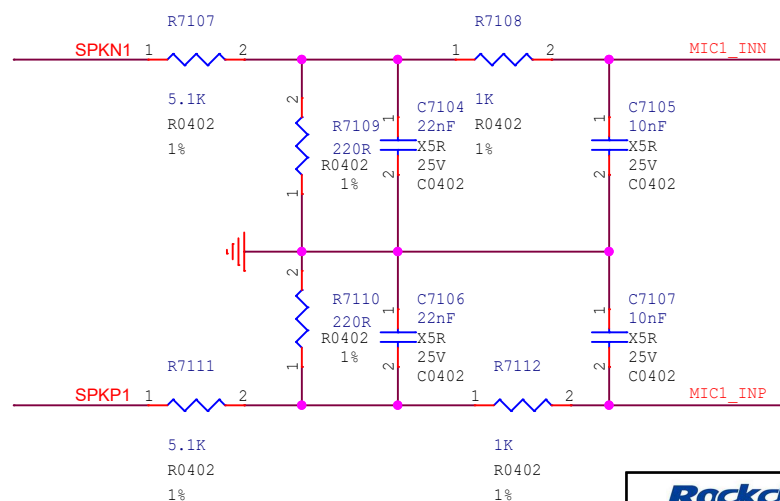 R7107
R7108
SPKN1
1
2
1
2
MIC1_INN
5.1K
R0402
1%
1K
R0402
1%
2
R7109
220R
R0402
1%
1
1
C7104
22nF
X5R
25V
C0402
2
1
C7105
10nF
X5R
25V
C0402
2
2
R7110
220R
R0402
1%
1
1
C7106
22nF
X5R
25V
C0402
2
1
C7107
10nF
X5R
25V
C0402
2
R7111
R7112
SPKP1
1
2
1
2
MIC1_INP
5.1K
R0402
1%
1K
R0402
1%